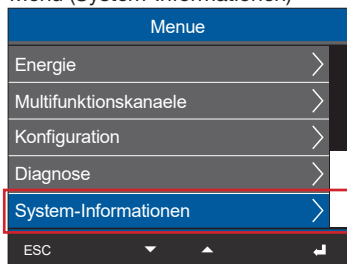 Menü (System-Informationen)
Menue
Energie
Multifunktionskanaele
Konfiguration
Diagnose
System-Informationen
ESC